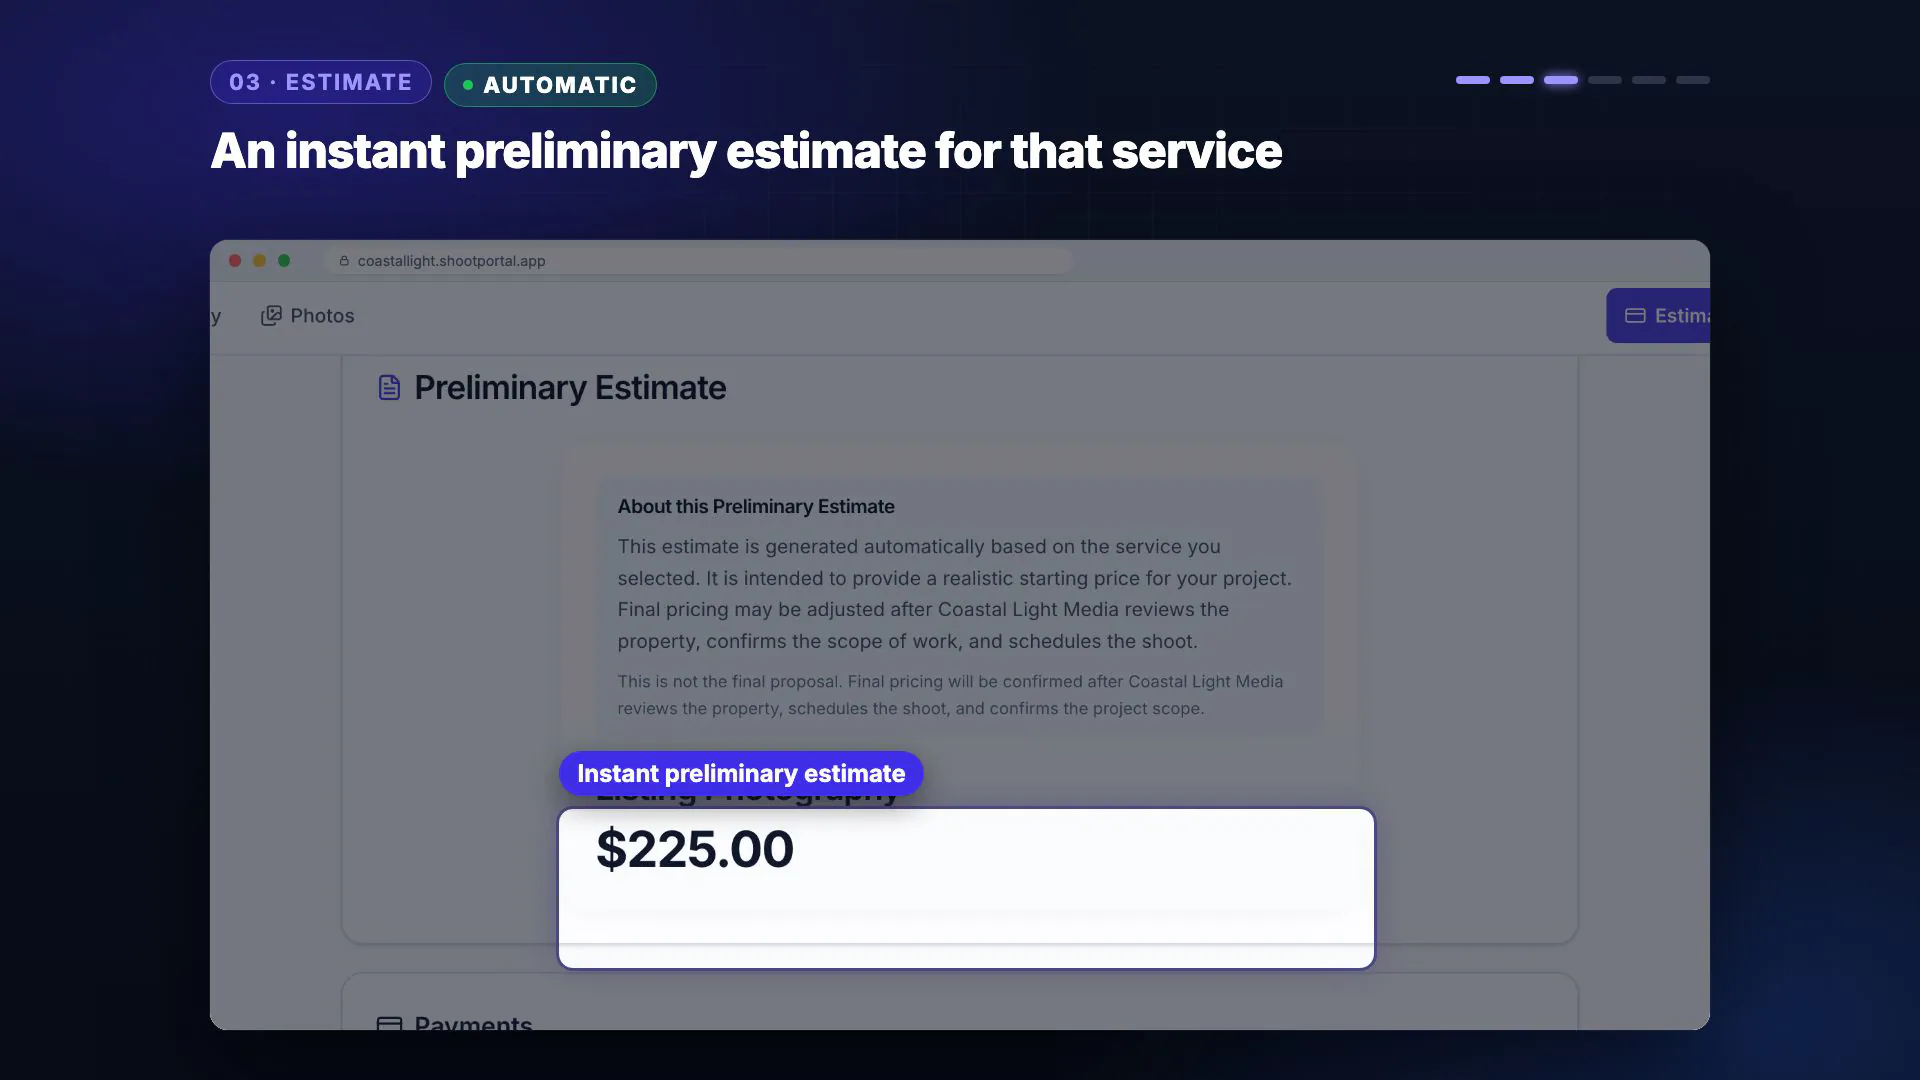 03 · ESTIMATE
AUTOMATIC
An instant preliminary estimate for that service
coastallight.shootportal.app
y
Photos
Estima
Preliminary Estimate
About this Preliminary Estimate
This estimate is generated automatically based on the service you
selected. It is intended to provide a realistic starting price for your project.
Final pricing may be adjusted after Coastal Light Media reviews the
property, confirms the scope of work, and schedules the shoot.
This is not the final proposal. Final pricing will be confirmed after Coastal Light Media
reviews the property, schedules the shoot, and confirms the project scope.
Instant preliminary estimate
Listing Photography
$225.00
Payments